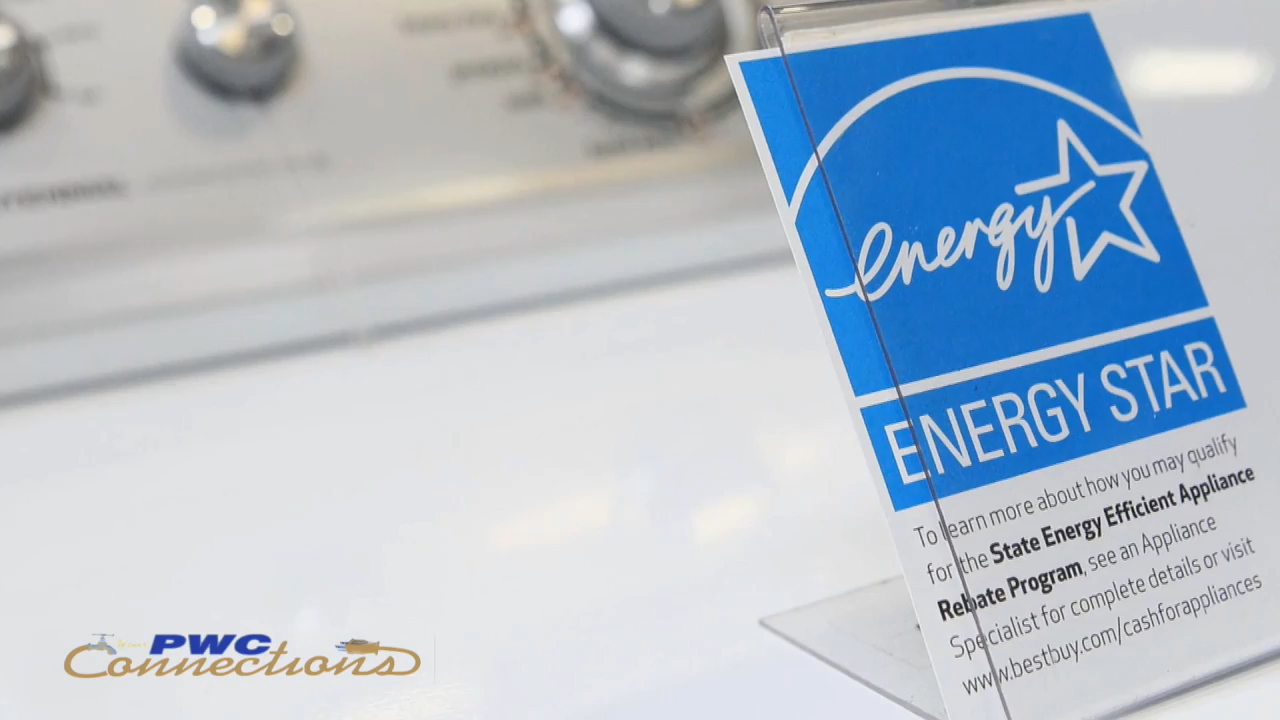 energy
ENERGY STAR
To learn more about how you may qualify
for the State Energy Efficient Appliance
Rebate Program, see an Appliance
Specialist for complete details or visit
www.bestbuy.com/cashforappliances
PWC
Connections